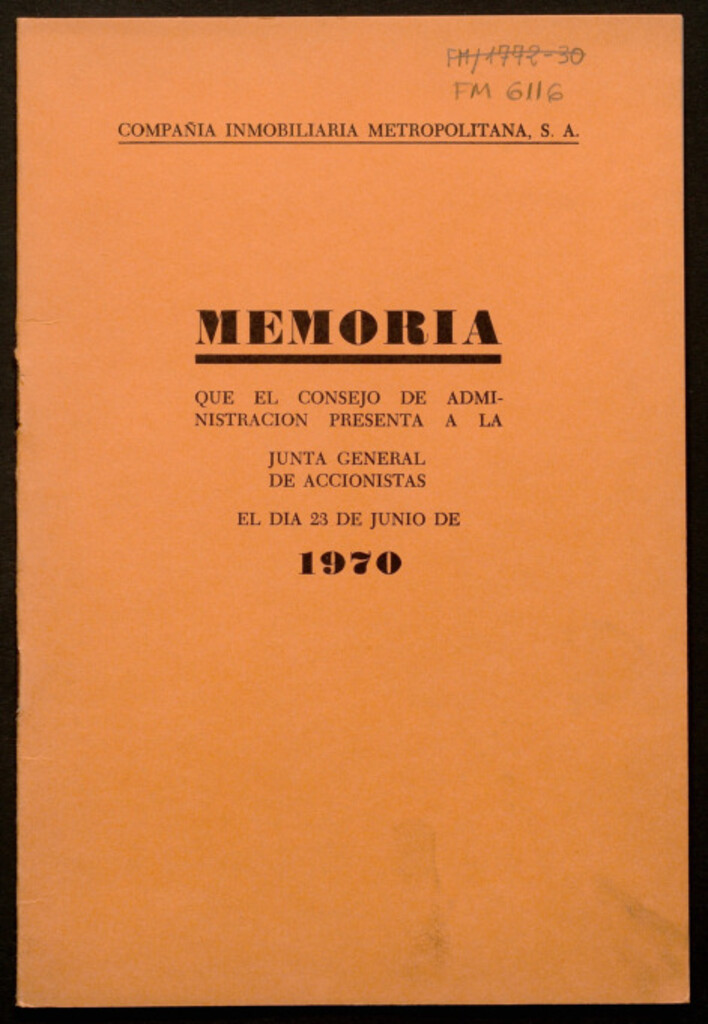 FM/1772-30
FM 6116
COMPAÑIA INMOBILIARIA METROPOLITANA, S. A.
MEMORIA
QUE EL CONSEJO DE ADMI-
NISTRACION PRESENTA A LA
JUNTA GENERAL
DE ACCIONISTAS
EL DIA 23 DE JUNIO DE
1970